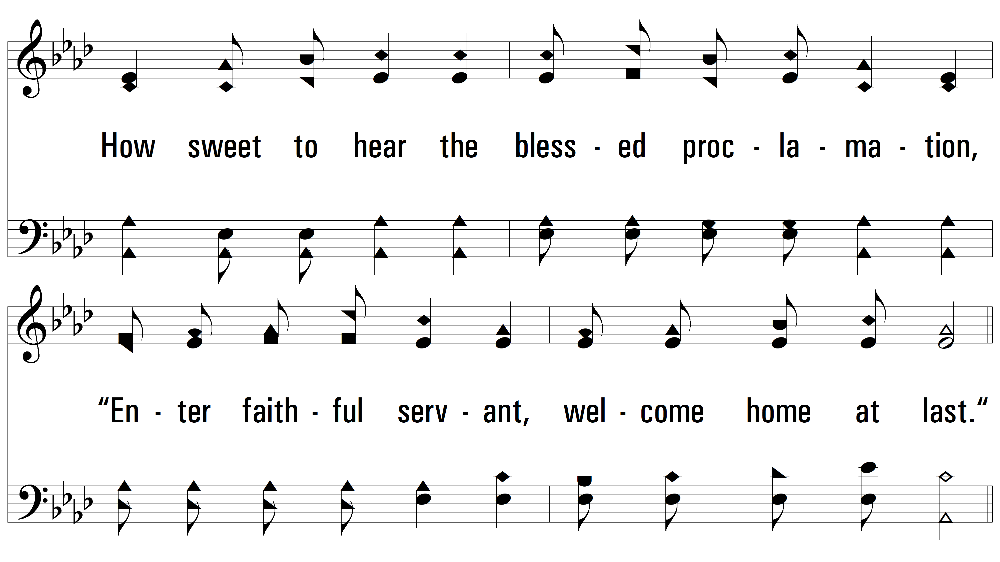 How sweet to hear the bless - ed proc - la - ma - tion,
“En - ter faith - ful serv - ant, wel - come home at last.“